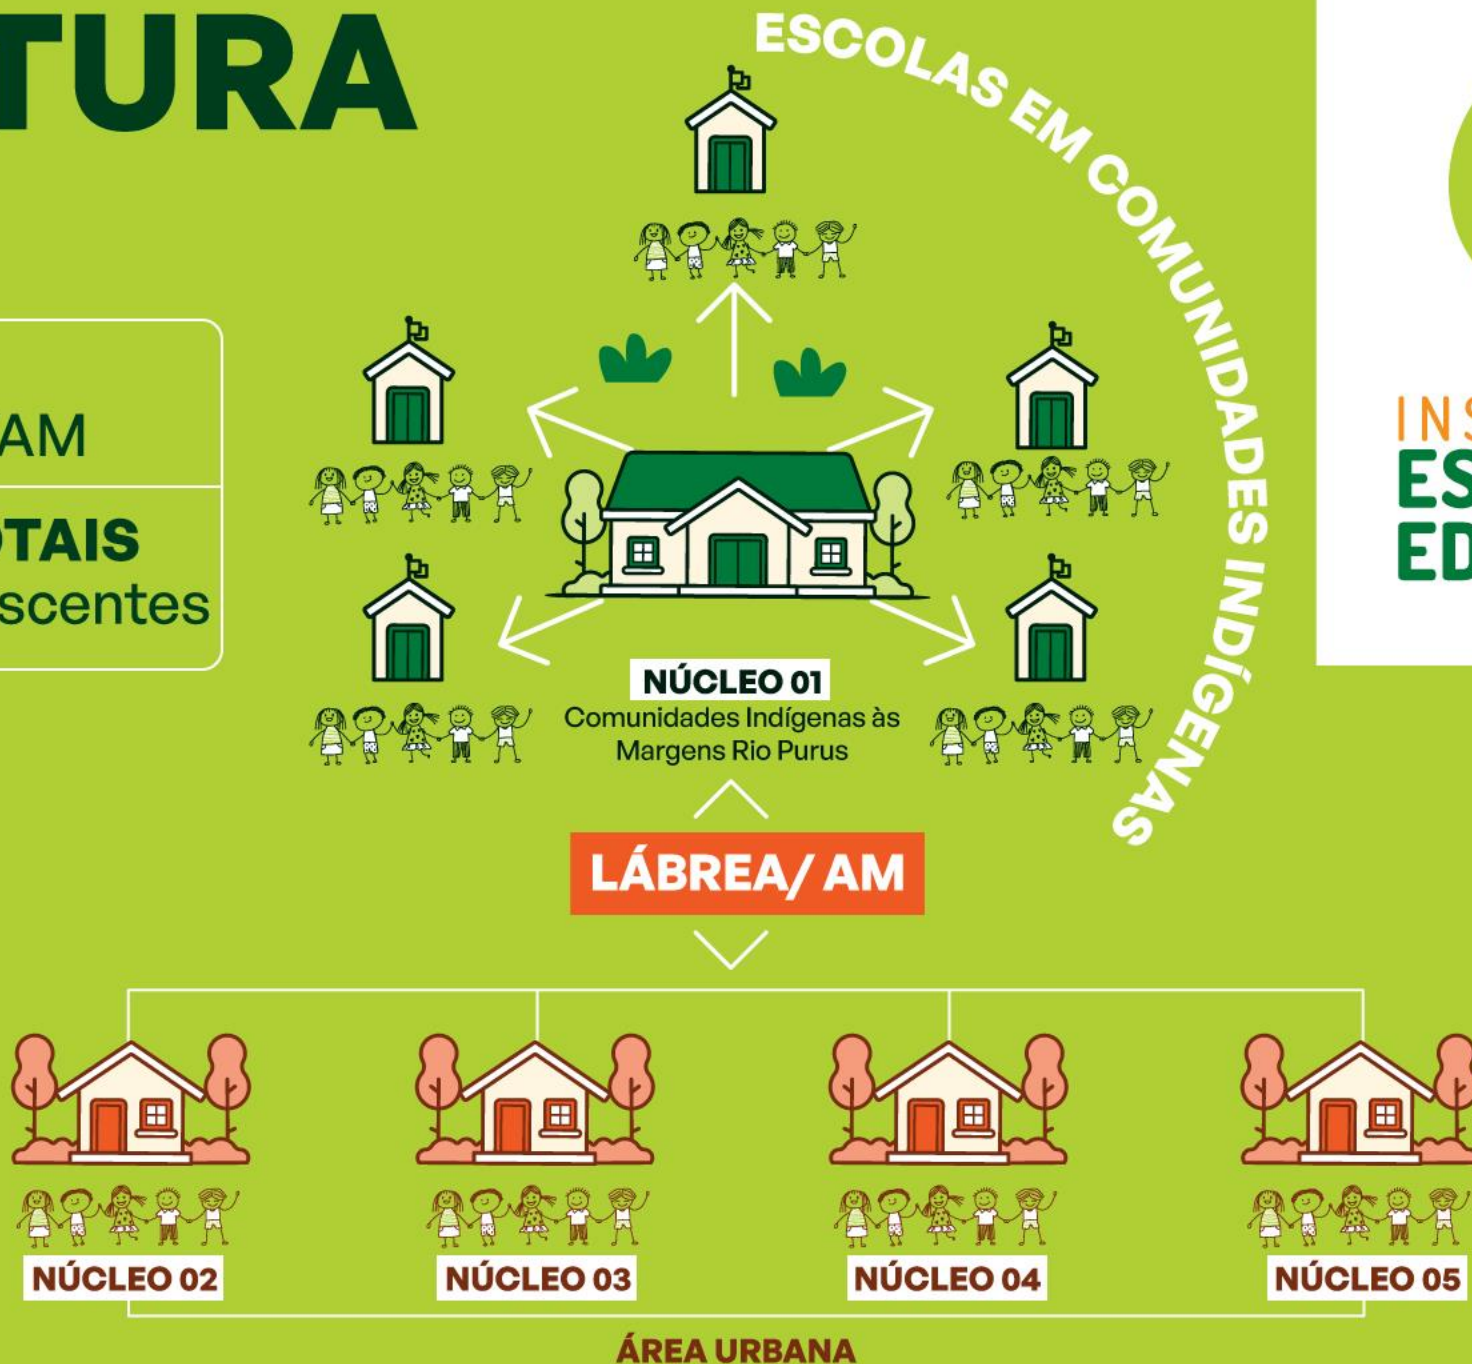 TURA
ESCOLAS EM COMUNIDADES INDÍGENAS
AM
OTAIS
scentes
INS
ES
ED
NÚCLEO 01
Comunidades Indígenas às
Margens Rio Purus
LÁBREA/ AM
NÚCLEO 02
NÚCLEO 03
NÚCLEO 04
NÚCLEO 05
ÁREA URBANA